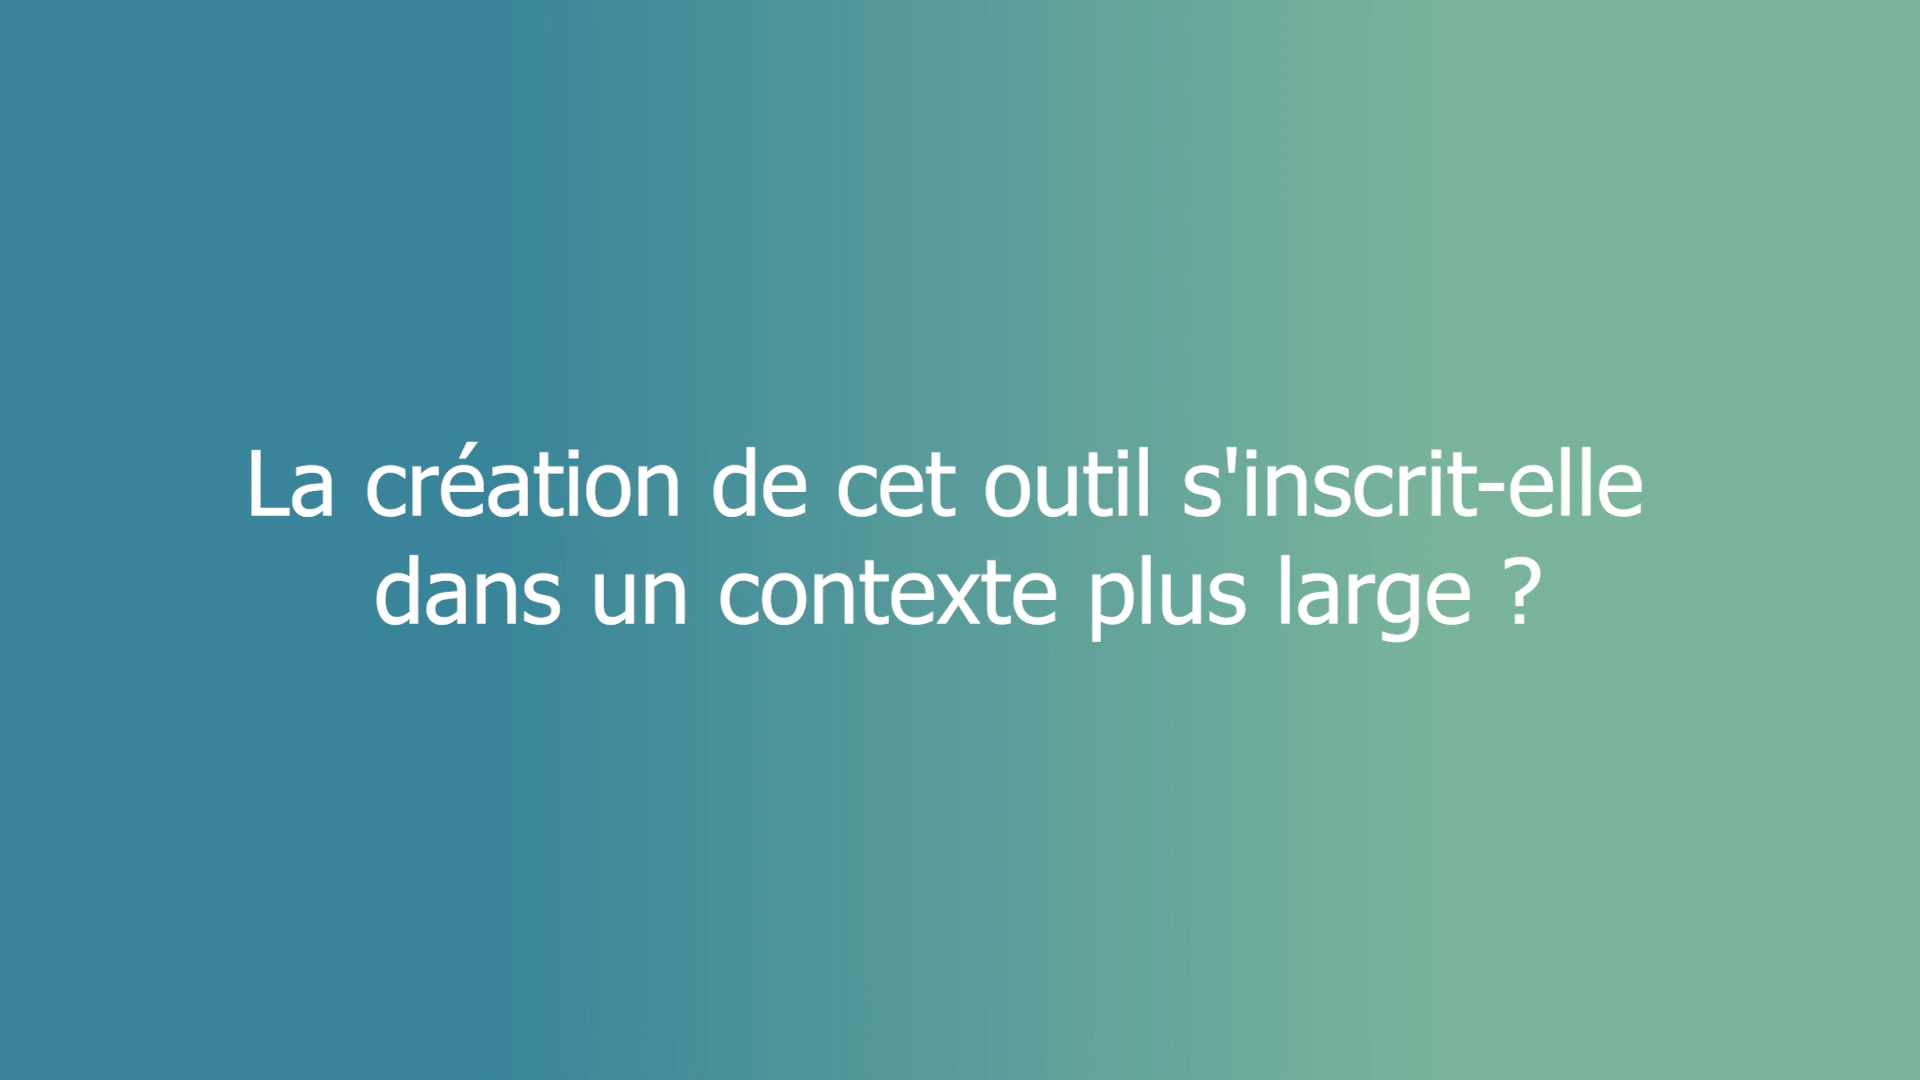 La création de cet outil s'inscrit-elle
dans un contexte plus large ?